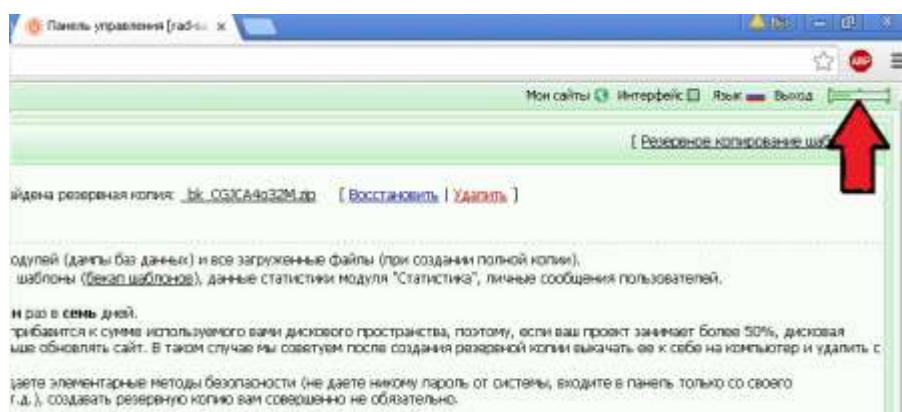 Панель управления [rad-s
ABP
Мои сайты Интерфейс Язык Выход
[ Резервное копирование шаб
айдена резервная копия: _bk_CGJCA4o32M.zip [ Восстановить | Удалить ]
одулей (дампы баз данных) и все загруженные файлы (при создании полной копии).
шаблоны (бекап шаблонов), данные статистики модуля "Статистика", личные сообщения пользователей.
н раз в семь дней.
прибавится к сумме используемого вами дискового пространства, поэтому, если ваш проект занимает более 50%, дисковая
ьше обновлять сайт. В таком случае мы советуем после создания резервной копии выкачать ее к себе на компьютер и удалить с
даете элементарные методы безопасности (не даете никому пароль от системы, входите в панель только со своего
т.д.), создавать резервную копию вам совершенно не обязательно.